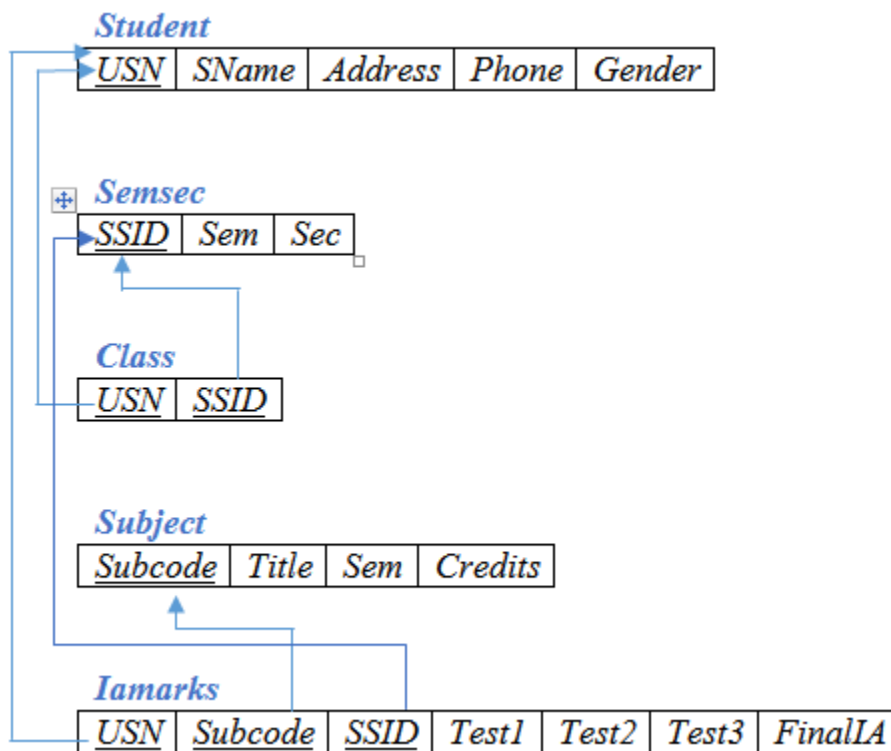 Student
USN SName Address Phone Gender
Semsec
SSID Sem Sec
Class
USN SSID
Subject
Subcode Title Sem Credits
Iamarks
USN Subcode SSID Test1 Test2 Test3 FinalIA